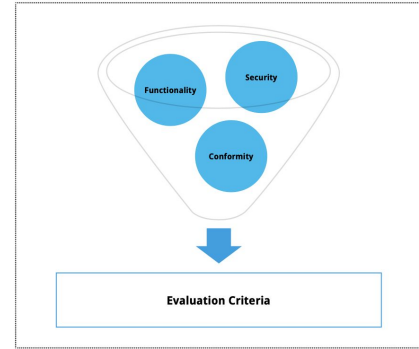 Security
Functionality
Conformity
Evaluation Criteria